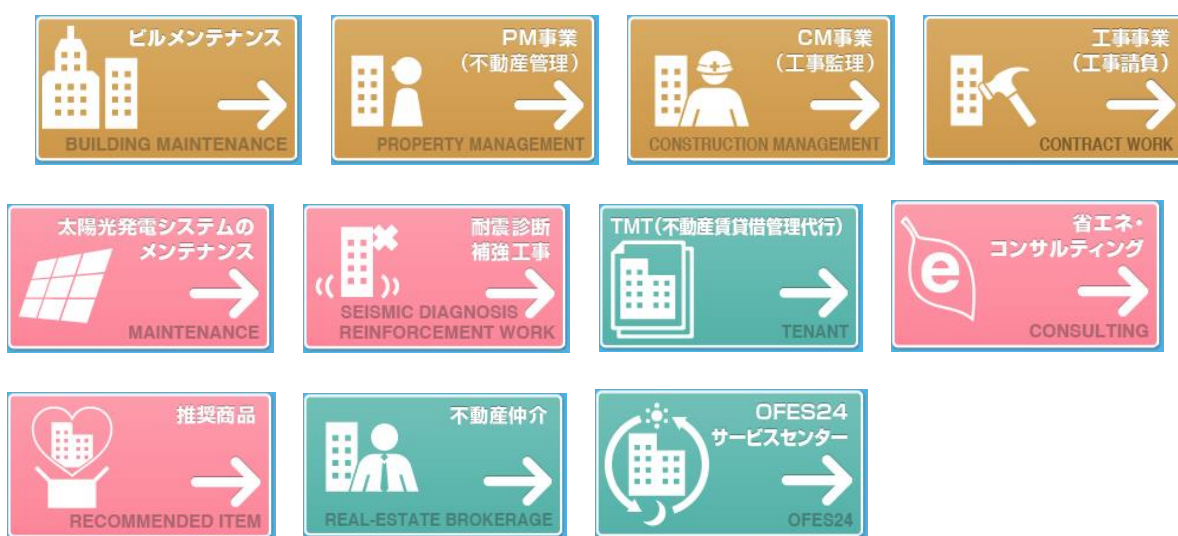 ビルメンテナンス
BUILDING MAINTENANCE
PM事業
(不動産管理)
PROPERTY MANAGEMENT
CM事業
(工事監理)
CONSTRUCTION MANAGEMENT
工事事業
(工事請負)
CONTRACT WORK
太陽光発電システムの
メンテナンス
MAINTENANCE
耐震診断
補強工事
SEISMIC DIAGNOSIS
REINFORCEMENT WORK
TMT(不動産賃貸借管理代行)
TENANT
省エネ・
コンサルティング
e
CONSULTING
推奨商品
RECOMMENDED ITEM
不動産仲介
REAL-ESTATE BROKERAGE
OFES24
サービスセンター
OFES24